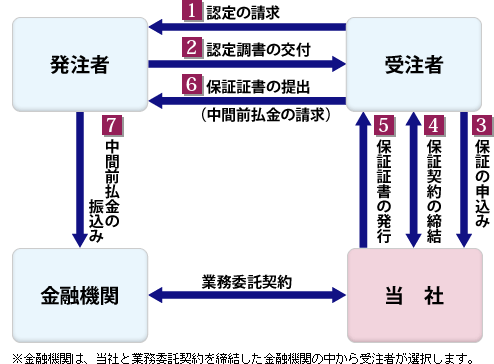 1 認定の請求
2 認定調書の交付
発注者
受注者
6 保証証書の提出
（中間前払金の請求）
7 中間前払金の
振込み
5 保証証書の発行
4 保証契約の締結
3 保証の申込み
業務委託契約
金融機関
当　社
※金融機関は、当社と業務委託契約を締結した金融機関の中から受注者が選択します。